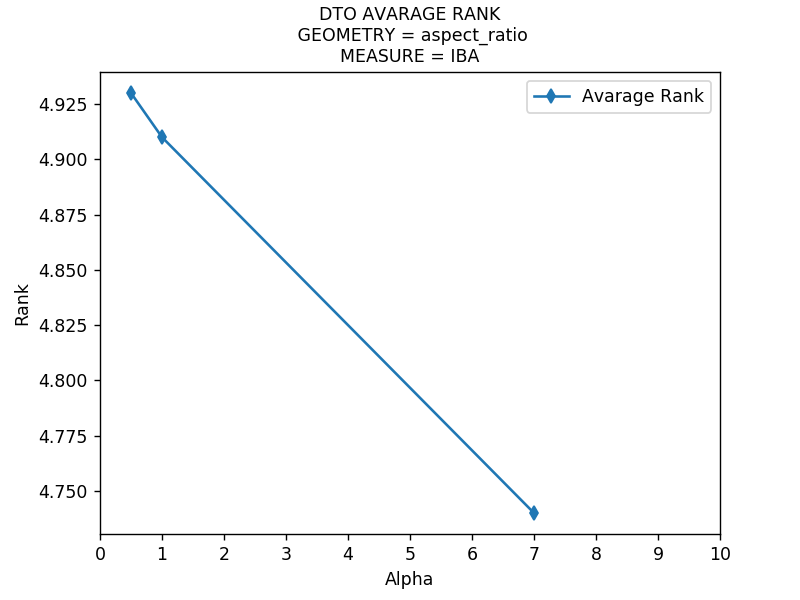 DTO AVARAGE RANK
GEOMETRY = aspect_ratio
MEASURE = IBA
Avarage Rank
4.925
4.900
4.875
4.850
4.825
4.800
4.775
4.750
Rank
0 1 2 3 4 5 6 7 8 9 10
Alpha